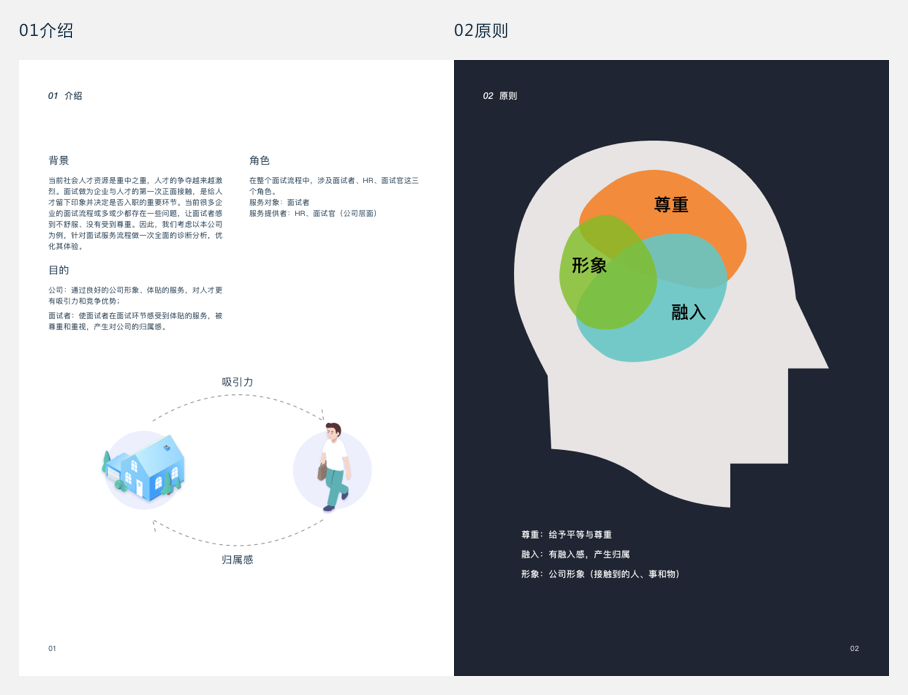 01介绍
02原则
01 介绍
背景
当前社会人才资源是重中之重，人才的争夺越来越激
烈。面试做为企业与人才的第一次正面接触，是给人
才留下印象并决定是否入职的重要环节。当前很多企
业的面试流程或多或少都存在一些问题，让面试者感
到不舒服、没有受到尊重。因此，我们考虑以本公司
为例，针对面试服务流程做一次全面的诊断分析，优
化其体验。
目的
公司：通过良好的公司形象、体贴的服务，对人才更
有吸引力和竞争优势；
面试者：使面试者在面试环节感受到体贴的服务，被
尊重和重视，产生对公司的归属感。
角色
在整个面试流程中，涉及面试者、HR、面试官这三
个角色。
服务对象：面试者
服务提供者：HR、面试官（公司层面）
吸引力
归属感
01
02 原则
尊重
形象
融入
尊重：给予平等与尊重
融入：有融入感，产生归属
形象：公司形象（接触到的人、事和物）
02